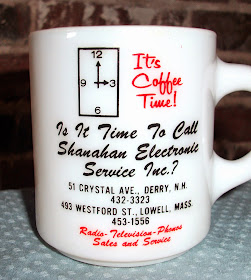 12
9 3
6
It's
Coffee
Time!
Is It Time To Call
Shanahan Electronic
Service Inc.?
51 CRYSTAL AVE., DERRY, N.H.
432-3323
493 WESTFORD ST., LOWELL, MASS.
453-1556
Radio-Television-Phones
Sales and Service